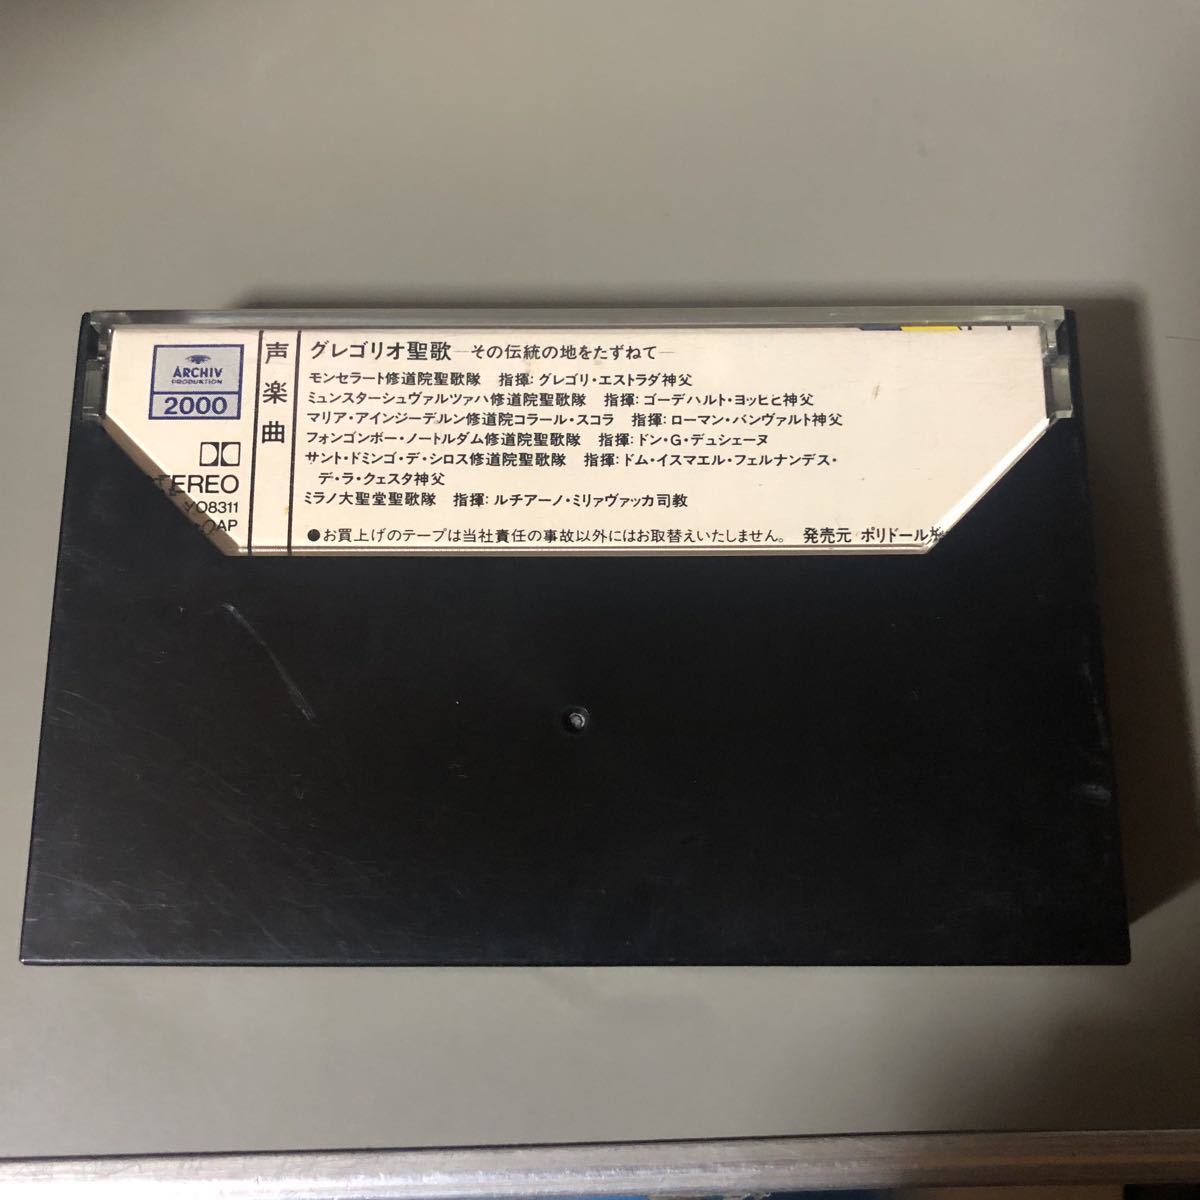 ARCHIV
PRODUKTION
2000
EREO
YO8311
OAP
声楽曲
グレゴリオ聖歌—その伝統の地をたずねて—
モンセラート修道院聖歌隊 指揮:グレゴリ・エストラダ神父
ミュンスターシュヴァルツァハ修道院聖歌隊 指揮:ゴーデハルト・ヨッヒヒ神父
マリア・アインジーデルン修道院コラール・スコラ 指揮:ローマン・バンヴァルト神父
フォンゴンボー・ノートルダム修道院聖歌隊 指揮:ドン・G・デュシェーヌ
サント・ドミンゴ・デ・シロス修道院聖歌隊 指揮:ドム・イスマエル・フェルナンデス・
デ・ラ・クェスタ神父
ミラノ大聖堂聖歌隊 指揮:ルチアーノ・ミリァヴァッカ司教
●お買上げのテープは当社責任の事故以外にはお取替えいたしません。 発売元 ポリドール